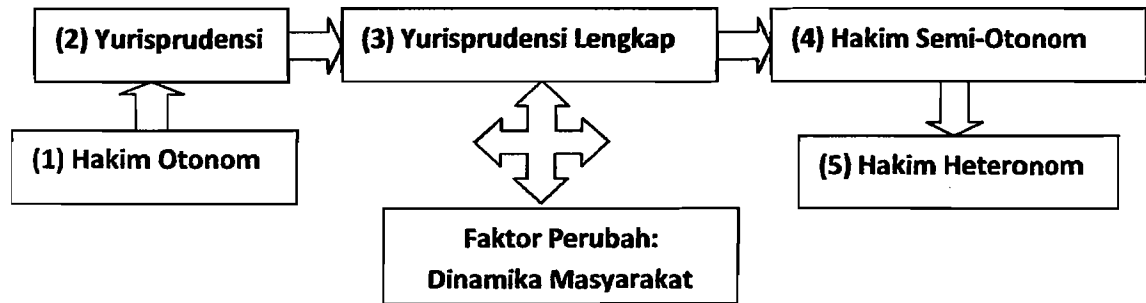 (2) Yurisprudensi
(3) Yurisprudensi Lengkap
(4) Hakim Semi-Otonom
(1) Hakim Otonom
(5) Hakim Heteronom
Faktor Perubah:
Dinamika Masyarakat